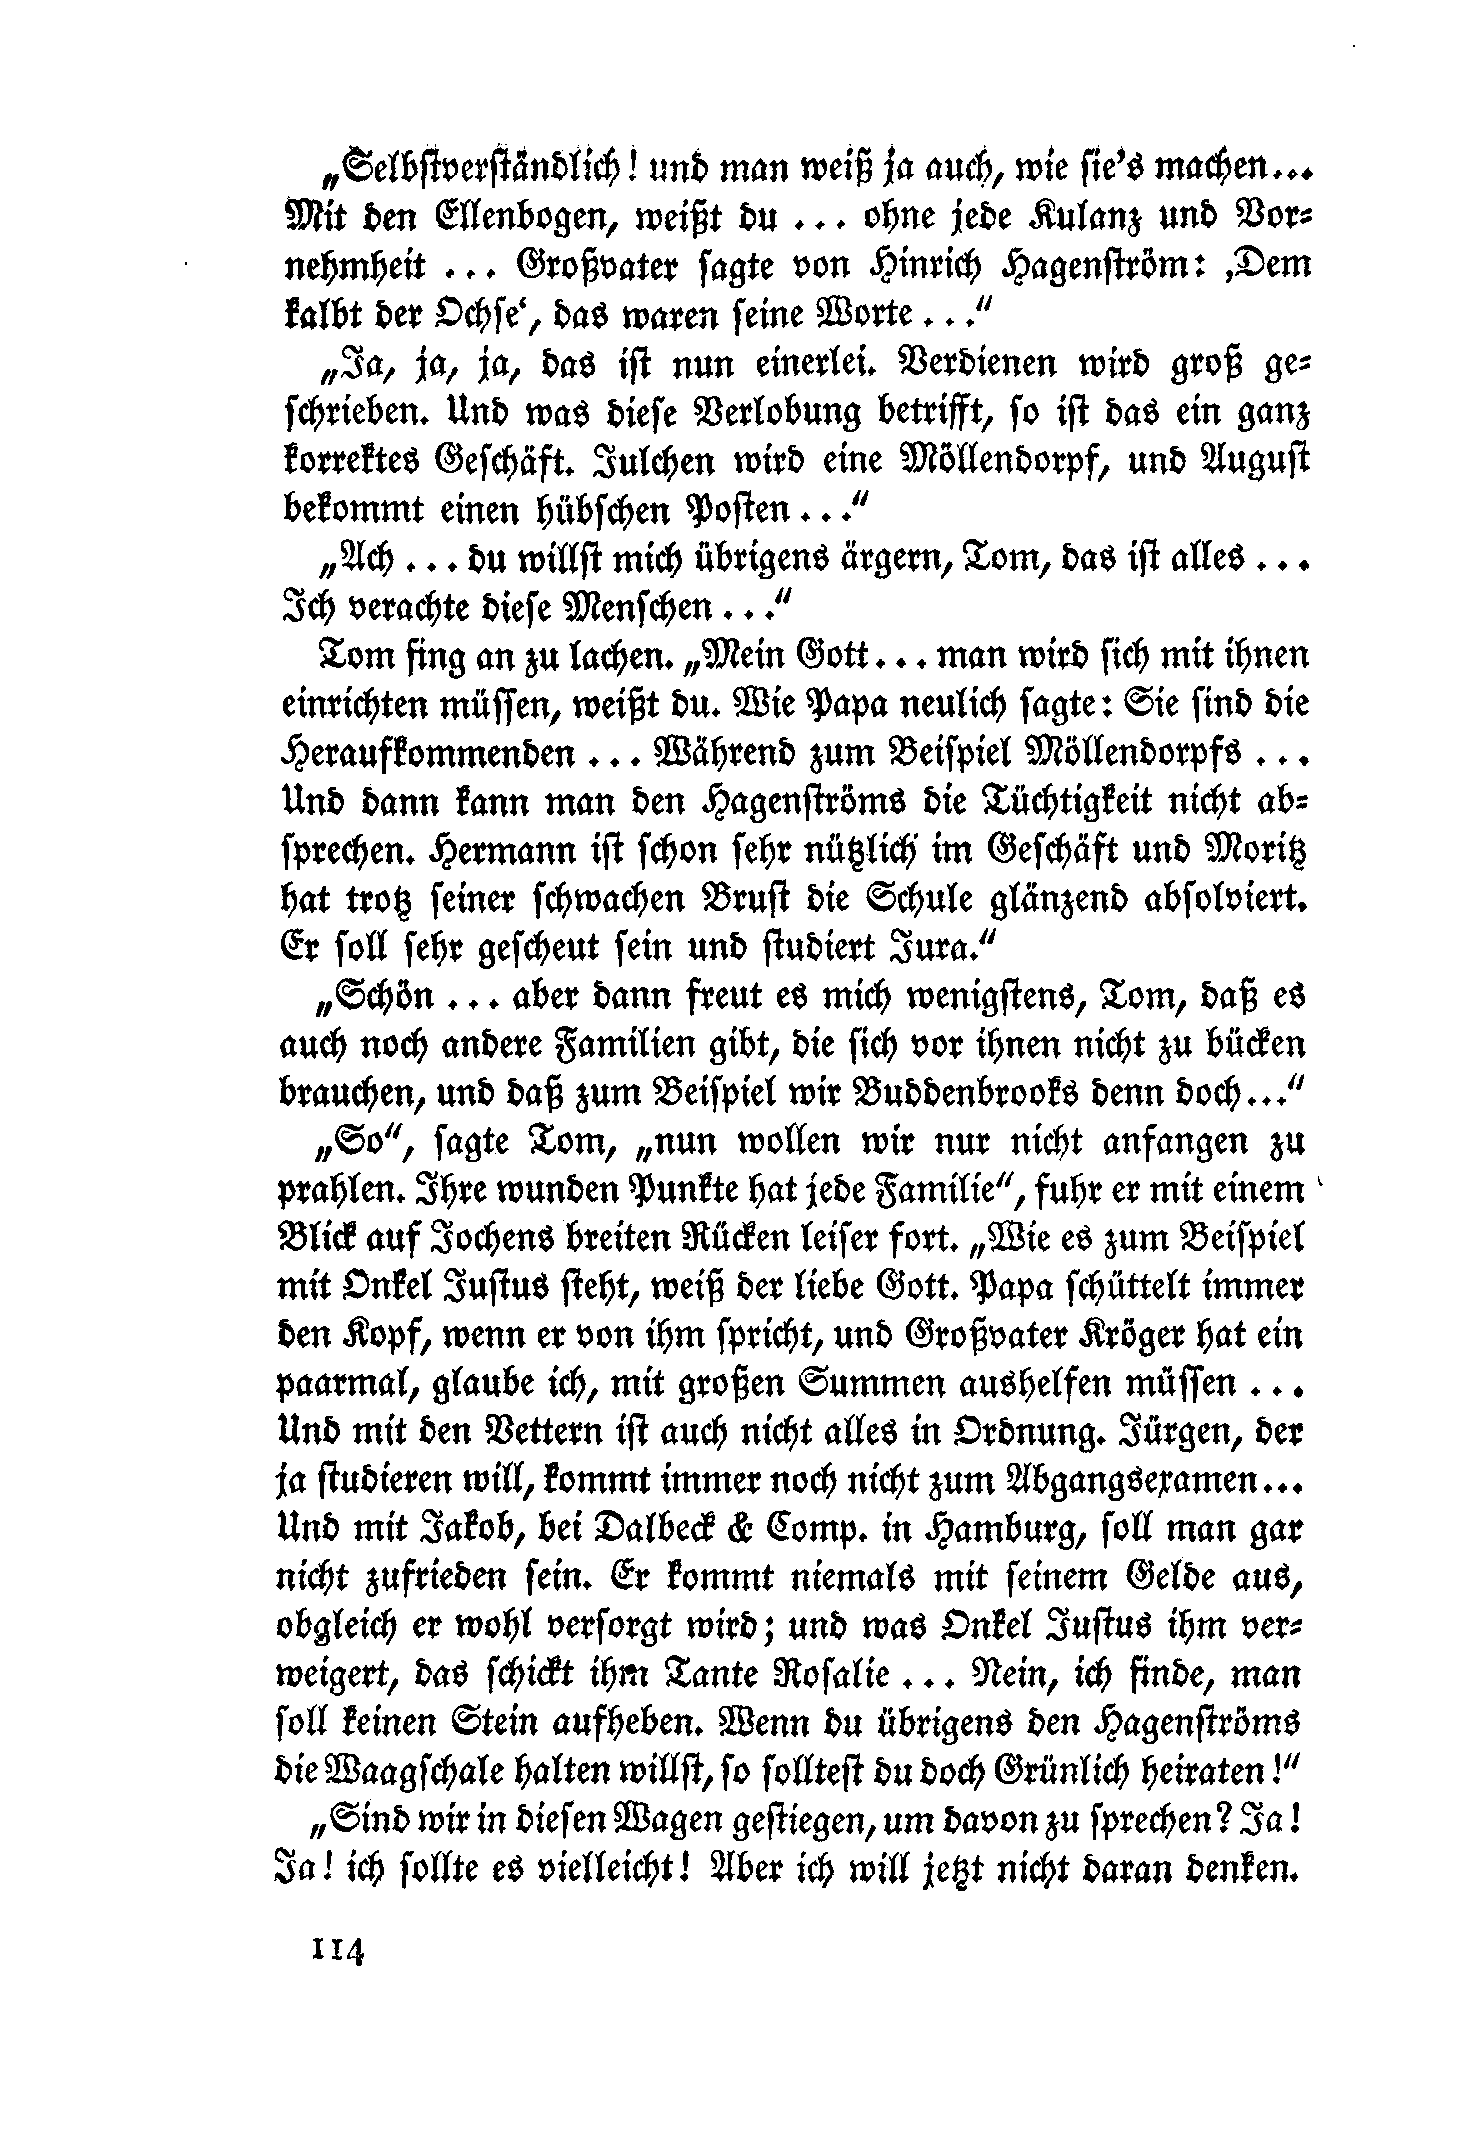 „Selbstverständlich! und man weiß ja auch, wie sie's machen...
Mit den Ellenbogen, weißt du ... ohne jede Kulanz und Vor-
nehmheit ... Großvater sagte von Hinrich Hagenström: ‚Dem
kalbt der Ochse‘, das waren seine Worte ...“
„Ja, ja, ja, das ist nun einerlei. Verdienen wird groß ge-
schrieben. Und was diese Verlobung betrifft, so ist das ein ganz
korrektes Geschäft. Julchen wird eine Möllendorpf, und August
bekommt einen hübschen Posten ...“
„Ach ... du willst mich übrigens ärgern, Tom, das ist alles ...
Ich verachte diese Menschen ...“
Tom fing an zu lachen. „Mein Gott... man wird sich mit ihnen
einrichten müssen, weißt du. Wie Papa neulich sagte: Sie sind die
Heraufkommenden ... Während zum Beispiel Möllendorpfs ...
Und dann kann man den Hagenströms die Tüchtigkeit nicht ab-
sprechen. Hermann ist schon sehr nützlich im Geschäft und Moritz
hat trotz seiner schwachen Brust die Schule glänzend absolviert.
Er soll sehr gescheut sein und studiert Jura.“
„Schön ... aber dann freut es mich wenigstens, Tom, daß es
auch noch andere Familien gibt, die sich vor ihnen nicht zu bücken
brauchen, und daß zum Beispiel wir Buddenbrooks denn doch...“
„So“, sagte Tom, „nun wollen wir nur nicht anfangen zu
prahlen. Ihre wunden Punkte hat jede Familie“, fuhr er mit einem
Blick auf Jochens breiten Rücken leiser fort. „Wie es zum Beispiel
mit Onkel Justus steht, weiß der liebe Gott. Papa schüttelt immer
den Kopf, wenn er von ihm spricht, und Großvater Kröger hat ein
paarmal, glaube ich, mit großen Summen aushelfen müssen ...
Und mit den Vettern ist auch nicht alles in Ordnung. Jürgen, der
ja studieren will, kommt immer noch nicht zum Abgangsexamen...
Und mit Jakob, bei Dalbeck & Comp. in Hamburg, soll man gar
nicht zufrieden sein. Er kommt niemals mit seinem Gelde aus,
obgleich er wohl versorgt wird; und was Onkel Justus ihm ver-
weigert, das schickt ihm Tante Rosalie ... Nein, ich finde, man
soll keinen Stein aufheben. Wenn du übrigens den Hagenströms
die Waagschale halten willst, so solltest du doch Grünlich heiraten!“
„Sind wir in diesen Wagen gestiegen, um davon zu sprechen? Ja!
Ja! ich sollte es vielleicht! Aber ich will jetzt nicht daran denken.
114